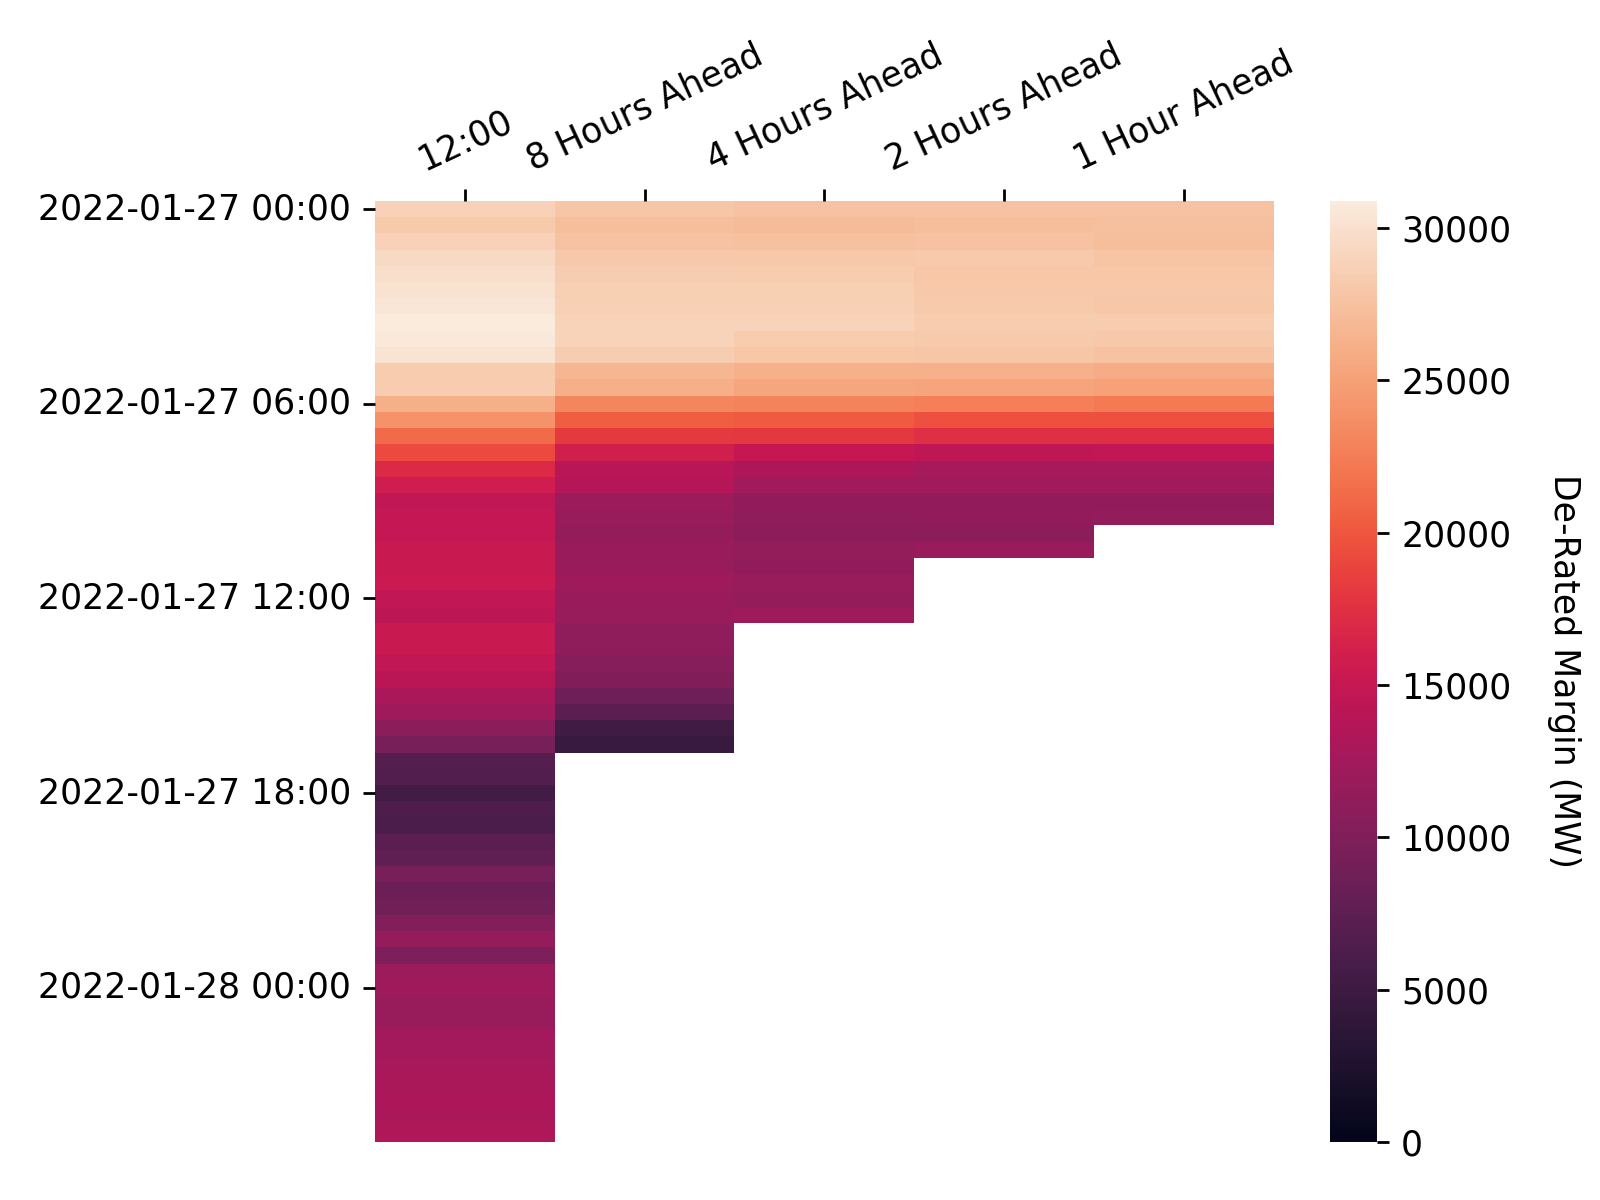 12:00
8 Hours Ahead
4 Hours Ahead
2 Hours Ahead
1 Hour Ahead
2022-01-27 00:00
2022-01-27 06:00
2022-01-27 12:00
2022-01-27 18:00
2022-01-28 00:00
30000
25000
20000
15000
10000
5000
0
De-Rated Margin (MW)